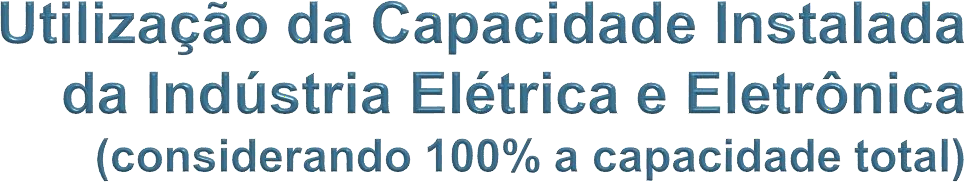 Utilização da Capacidade Instalada
da Indústria Elétrica e Eletrônica
(considerando 100% a capacidade total)